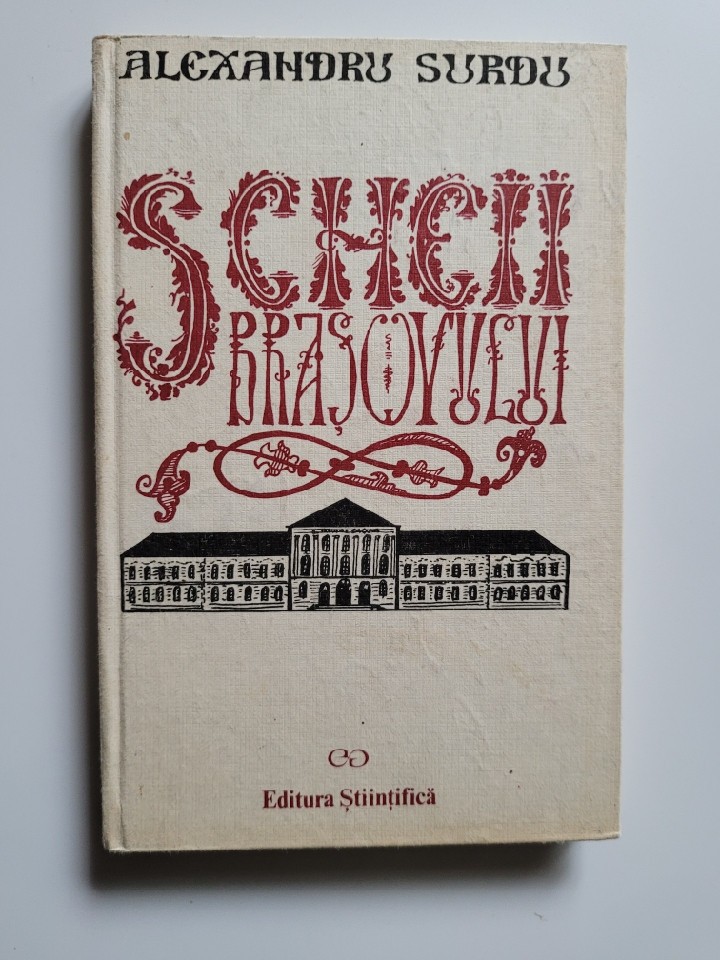 ALEXANDRU SURDU
SCHEII
BRAȘOVULUI
Editura Științifică